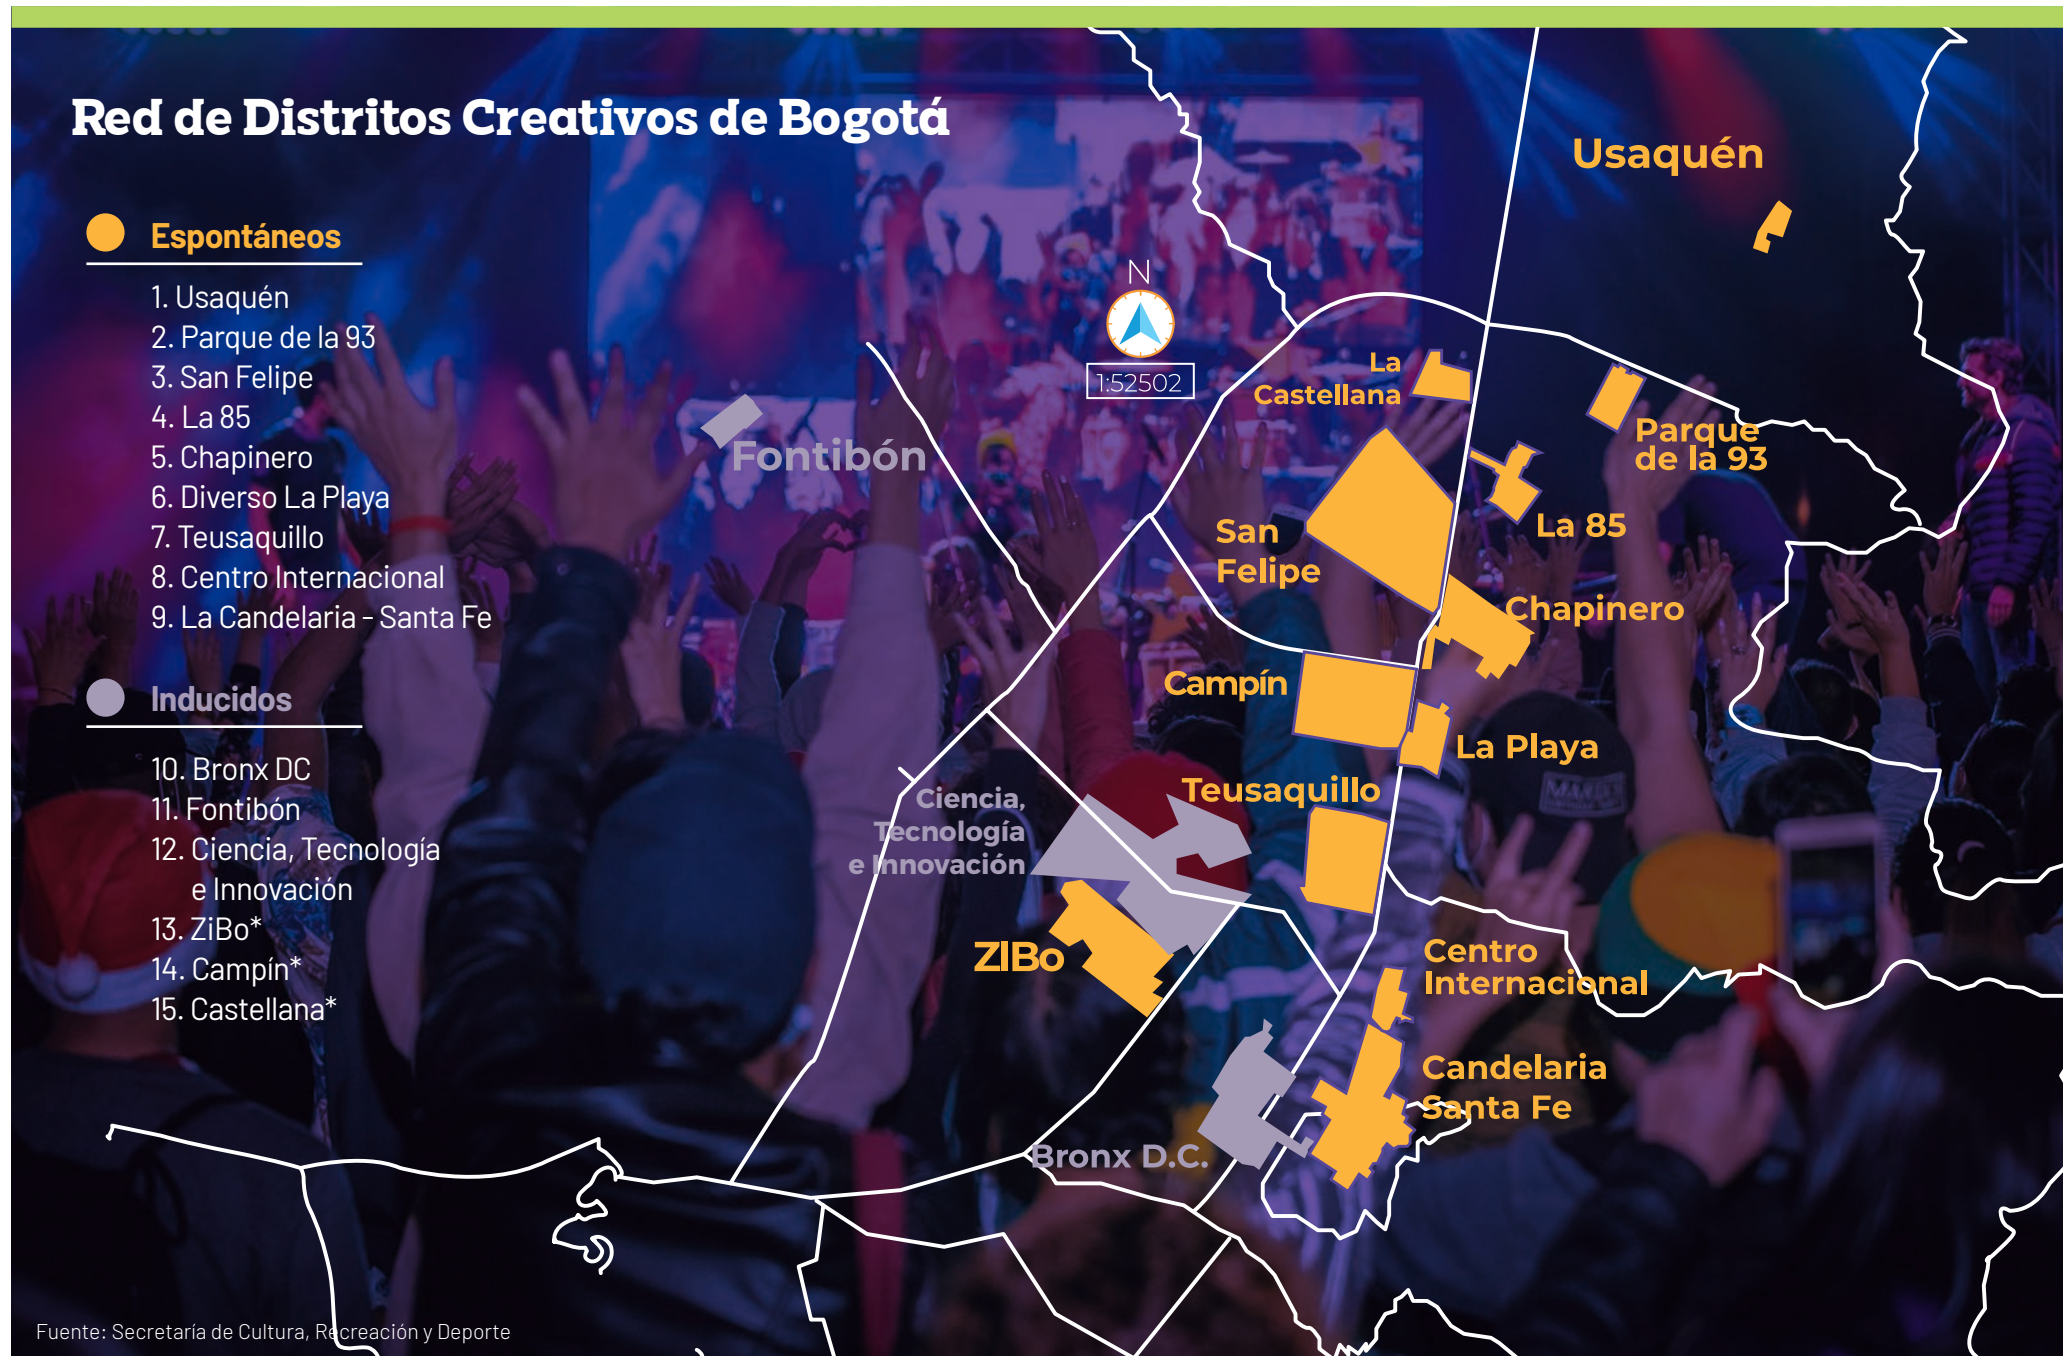 Red de Distritos Creativos de Bogotá
Espontáneos
1. Usaquén
2. Parque de la 93
3. San Felipe
4. La 85
5. Chapinero
6. Diverso La Playa
7. Teusaquillo
8. Centro Internacional
9. La Candelaria - Santa Fe
Inducidos
10. Bronx DC
11. Fontibón
12. Ciencia, Tecnología
e Innovación
13. ZiBo*
14. Campín*
15. Castellana*
N
1:52502
Usaquén
La
Castellana
Parque
de la 93
Fontibón
La 85
San
Felipe
Chapinero
Campín
La Playa
Teusaquillo
Ciencia,
Tecnología
e Innovación
ZIBo
Centro
Internacional
Candelaria
Santa Fe
Bronx D.C.
Fuente: Secretaría de Cultura, Recreación y Deporte